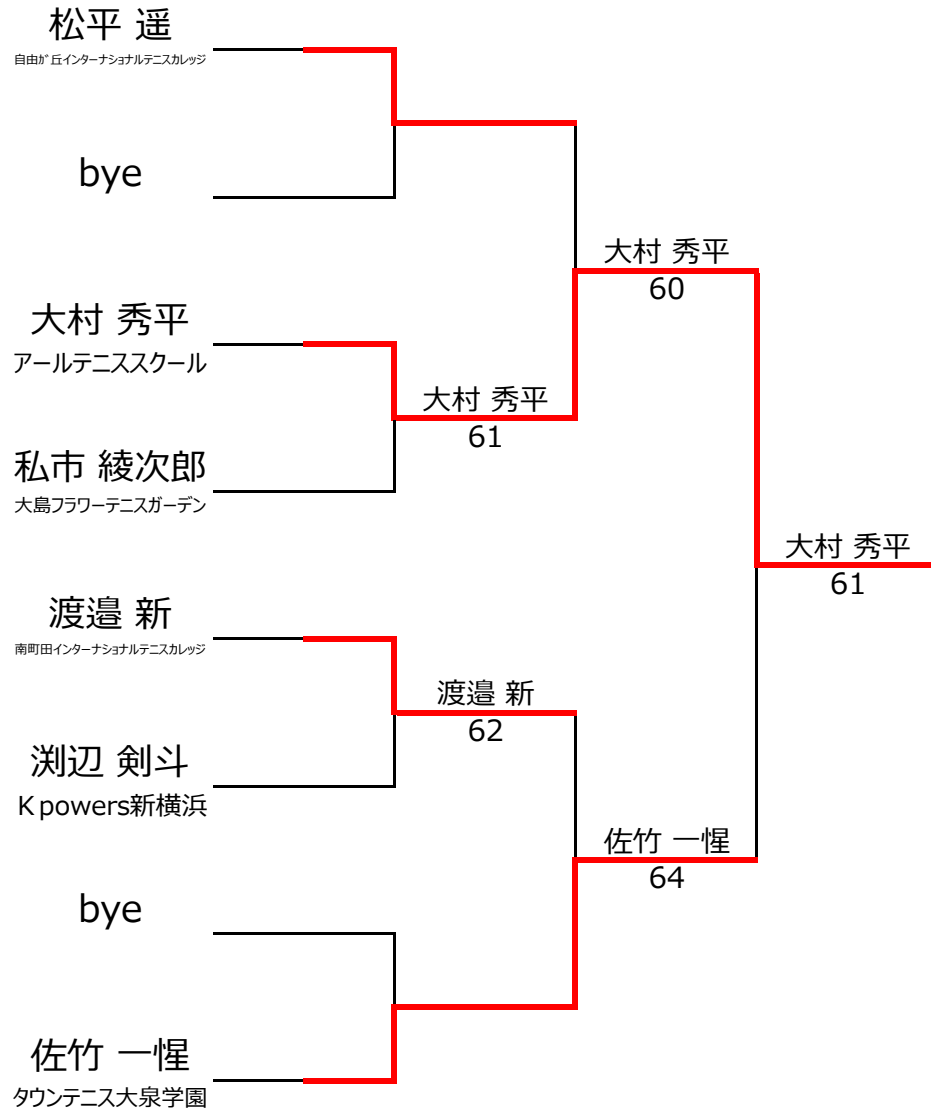 松平 遥
自由が丘インターナショナルテニスカレッジ
bye
大村 秀平
アールテニススクール
私市 綾次郎
大島フラワーテニスガーデン
渡邉 新
南町田インターナショナルテニスカレッジ
渕辺 剣斗
Ｋpowers新横浜
bye
佐竹 一惺
タウンテニス大泉学園
大村 秀平
61
渡邉 新
62
大村 秀平
60
佐竹 一惺
64
大村 秀平
61